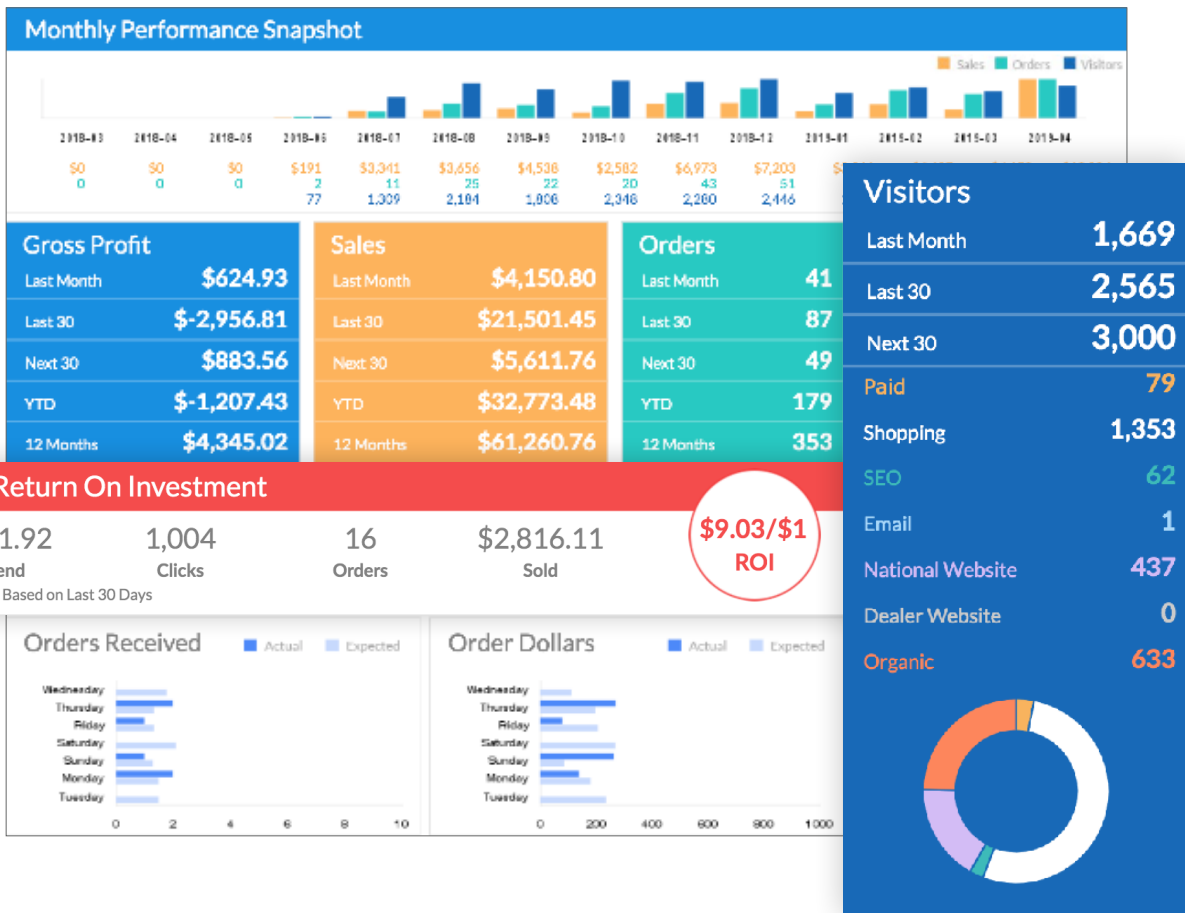 Monthly Performance Snapshot
Sales Orders Visitors
2018-03 2018-04 2018-05 2018-06 2018-07 2018-08 2018-09 2018-10 2018-11 2018-12 2019-01 2019-02 2019-03 2019-04
$0 $0 $0 $191 $3,341 $3,656 $4,538 $2,582 $6,973 $7,203
0 0 0 2 11 25 22 20 43 51
77 1,309 2,184 1,808 2,348 2,280 2,446
Gross Profit
Last Month $624.93
Last 30 $-2,956.81
Next 30 $883.56
YTD $-1,207.43
12 Months $4,345.02
Sales
Last Month $4,150.80
Last 30 $21,501.45
Next 30 $5,611.76
YTD $32,773.48
12 Months $61,260.76
Orders
Last Month 41
Last 30 87
Next 30 49
YTD 179
12 Months 353
Visitors
Last Month 1,669
Last 30 2,565
Next 30 3,000
Paid 79
Shopping 1,353
SEO 62
Email 1
National Website 437
Dealer Website 0
Organic 633
Return On Investment
1.92 1,004 16 $2,816.11
end Clicks Orders Sold
$9.03/$1
ROI
Based on Last 30 Days
Orders Received
Actual Expected
Wednesday
Thursday
Friday
Saturday
Sunday
Monday
Tuesday
0 2 4 6 8 10
Order Dollars
Actual Expected
Wednesday
Thursday
Friday
Saturday
Sunday
Monday
Tuesday
0 200 400 600 800 1000